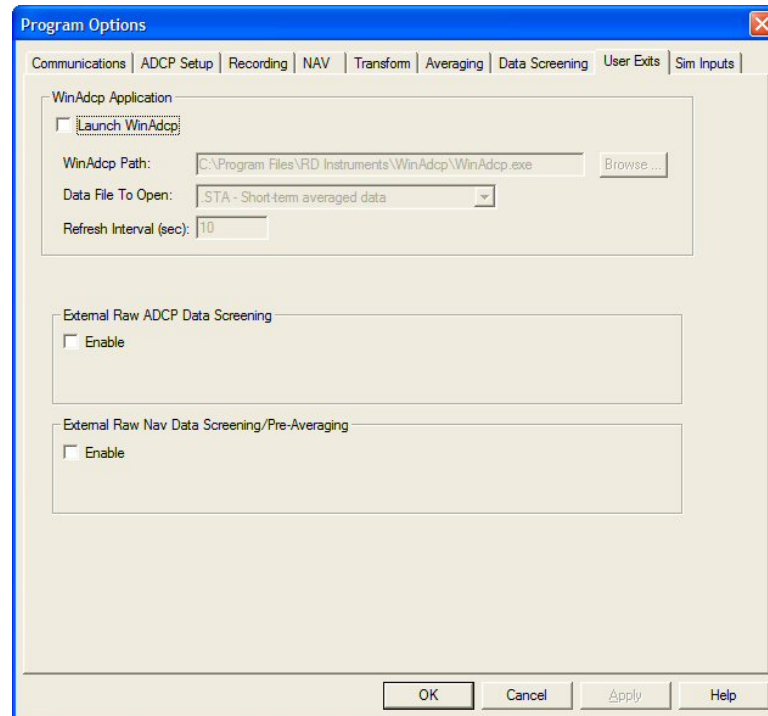 Program Options
Communications ADCP Setup Recording NAV Transform Averaging Data Screening User Exits Sim Inputs
WinAdcp Application
Launch WinAdcp
WinAdcp Path: C:\Program Files\RD Instruments\WinAdcp\WinAdcp.exe Browse ...
Data File To Open: .STA - Short-term averaged data
Refresh Interval (sec): 10
External Raw ADCP Data Screening
Enable
External Raw Nav Data Screening/Pre-Averaging
Enable
OK Cancel Apply Help